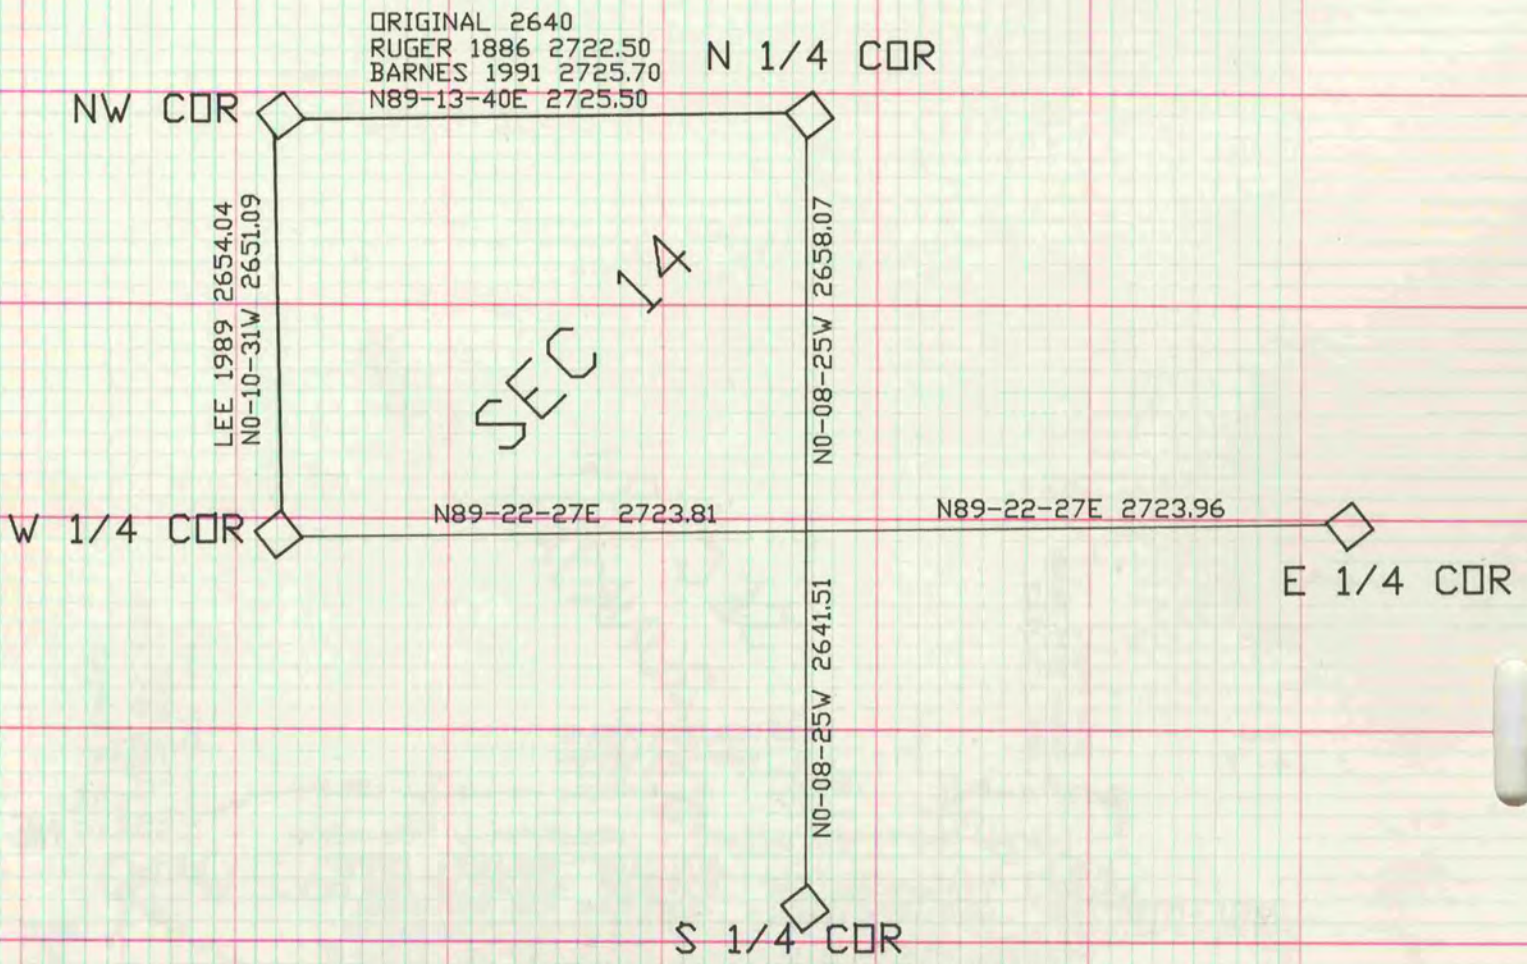 ORIGINAL 2640
RUGER 1886 2722.50
BARNES 1991 2725.70
N89-13-40E 2725.50
N 1/4 COR
NW COR
LEE 1989 2654.04
N0-10-31W 2651.09
SEC 14
N0-08-25W 2658.07
W 1/4 COR
N89-22-27E 2723.81
N89-22-27E 2723.96
E 1/4 COR
N0-08-25W 2641.51
S 1/4 COR